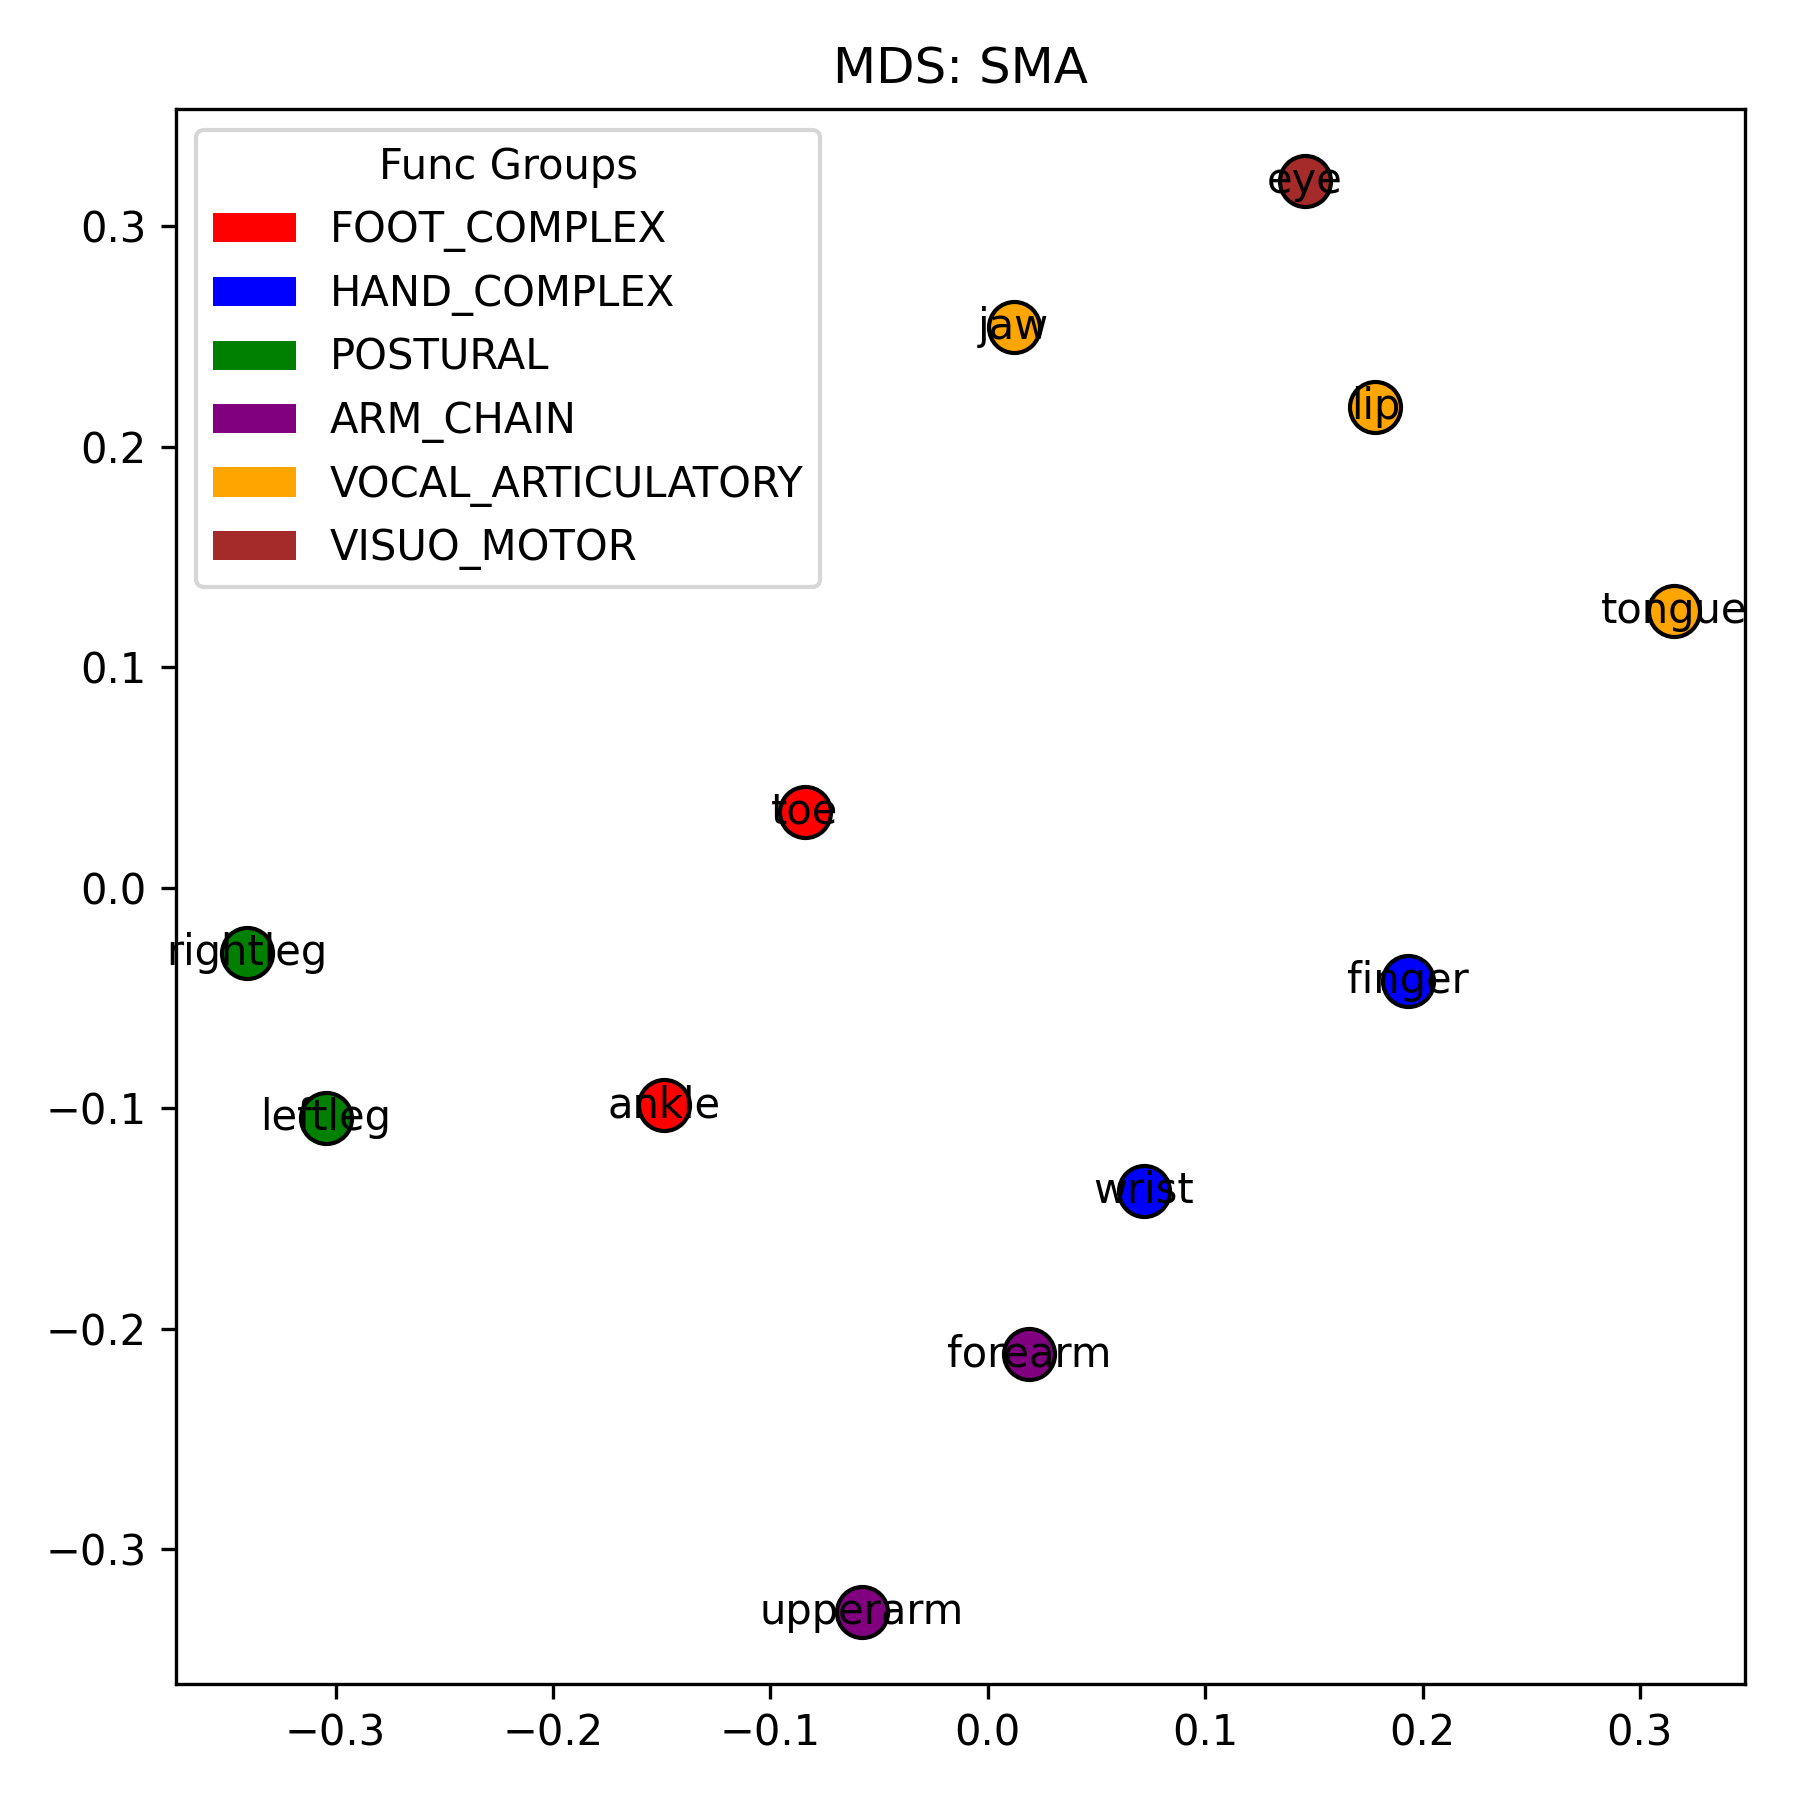 MDS: SMA
Func Groups
FOOT_COMPLEX
HAND_COMPLEX
POSTURAL
ARM_CHAIN
VOCAL_ARTICULATORY
VISUO_MOTOR
eye
jaw
lip
tongue
toe
rightleg
finger
leftleg
ankle
wrist
forearm
upperarm
0.3
0.2
0.1
0.0
−0.1
−0.2
−0.3
−0.3 −0.2 −0.1 0.0 0.1 0.2 0.3